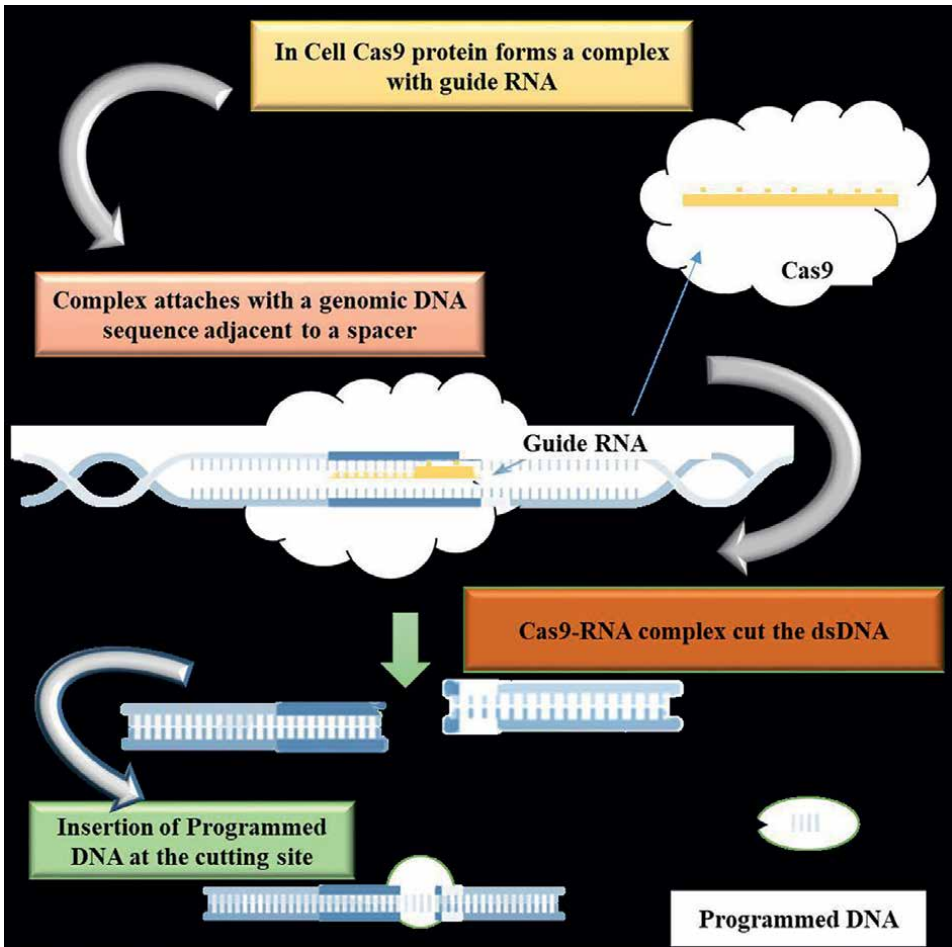 In Cell Cas9 protein forms a complex
with guide RNA
Cas9
Complex attaches with a genomic DNA
sequence adjacent to a spacer
Guide RNA
Cas9-RNA complex cut the dsDNA
Insertion of Programmed
DNA at the cutting site
Programmed DNA